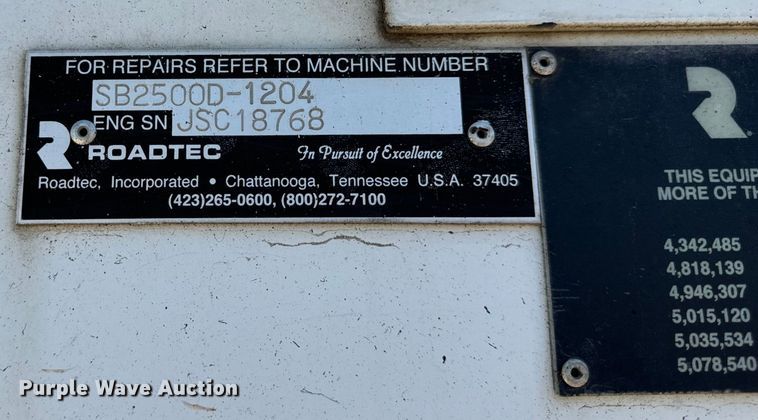 FOR REPAIRS REFER TO MACHINE NUMBER
SB2500D-1204
ENG SN JSC18768
R ROADTEC In Pursuit of Excellence
Roadtec, Incorporated • Chattanooga, Tennessee U.S.A. 37405
(423)265-0600, (800)272-7100
R®
THIS EQUIP
MORE OF TH
4,342,485
4,818,139
4,946,307
5,015,120
5,035,534
5,078,540
Purple Wave Auction